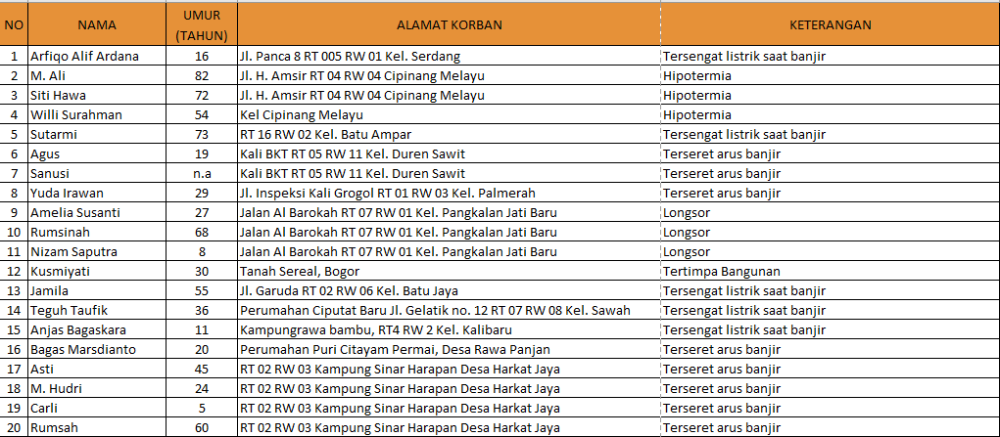 NO NAMA UMUR (TAHUN) ALAMAT KORBAN KETERANGAN
1 Arfiqo Alif Ardana 16 Jl. Panca 8 RT 005 RW 01 Kel. Serdang Tersengat listrik saat banjir
2 M. Ali 82 Jl. H. Amsir RT 04 RW 04 Cipinang Melayu Hipotermia
3 Siti Hawa 72 Jl. H. Amsir RT 04 RW 04 Cipinang Melayu Hipotermia
4 Willi Surahman 54 Kel Cipinang Melayu Hipotermia
5 Sutarmi 73 RT 16 RW 02 Kel. Batu Ampar Tersengat listrik saat banjir
6 Agus 19 Kali BKT RT 05 RW 11 Kel. Duren Sawit Terseret arus banjir
7 Sanusi n.a Kali BKT RT 05 RW 11 Kel. Duren Sawit Terseret arus banjir
8 Yuda Irawan 29 Jl. Inspeksi Kali Grogol RT 01 RW 03 Kel. Palmerah Terseret arus banjir
9 Amelia Susanti 27 Jalan Al Barokah RT 07 RW 01 Kel. Pangkalan Jati Baru Longsor
10 Rumsinah 68 Jalan Al Barokah RT 07 RW 01 Kel. Pangkalan Jati Baru Longsor
11 Nizam Saputra 8 Jalan Al Barokah RT 07 RW 01 Kel. Pangkalan Jati Baru Longsor
12 Kusmiyati 30 Tanah Sereal, Bogor Tertimpa Bangunan
13 Jamila 55 Jl. Garuda RT 02 RW 06 Kel. Batu Jaya Tersengat listrik saat banjir
14 Teguh Taufik 36 Perumahan Ciputat Baru Jl. Gelatik no. 12 RT 07 RW 08 Kel. Sawah Tersengat listrik saat banjir
15 Anjas Bagaskara 11 Kampungrawa bambu, RT4 RW 2 Kel. Kalibaru Tersengat listrik saat banjir
16 Bagas Marsdianto 20 Perumahan Puri Citayam Permai, Desa Rawa Panjan Terseret arus banjir
17 Asti 45 RT 02 RW 03 Kampung Sinar Harapan Desa Harkat Jaya Terseret arus banjir
18 M. Hudri 24 RT 02 RW 03 Kampung Sinar Harapan Desa Harkat Jaya Terseret arus banjir
19 Carli 5 RT 02 RW 03 Kampung Sinar Harapan Desa Harkat Jaya Terseret arus banjir
20 Rumsah 60 RT 02 RW 03 Kampung Sinar Harapan Desa Harkat Jaya Terseret arus banjir